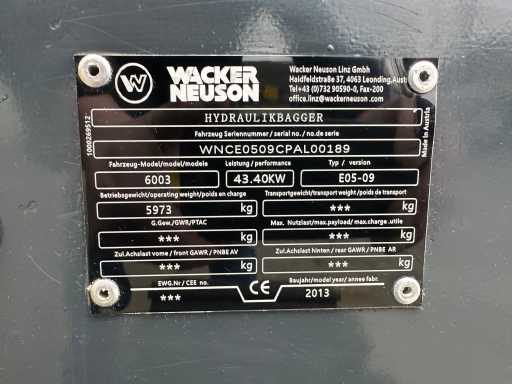 WACKER NEUSON
Wacker Neuson Linz Gmbh
Haidfeldstraße 37, 4063 Leonding, Aust
Tel+43 (0)732 90590-0, Fax-200
office.linz@wackerneuson.com
HYDRAULIKBAGGER
Fahrzeug Seriennummer / serial no. / no.de serie
WNCE0509CPAL00189
Fahrzeug-Model/model/modele Leistung / performance Typ / version
6003 43.40KW E05-09
Betriebsgewicht/operating weight/poids en charge Transportgewicht/transport weight /poids de transport
5973 kg *** kg
G.Gew./GWR/PTAC Max. Nutzlast/max.payload/ max.charge.utile
*** kg *** kg
Zul.Achslast vorne / front GAWR / PNBE AV Zul.Achslast hinten / rear GAWR / PNBE AR
*** kg *** kg
EWG.Nr / CEE no. CE Baujahr/model year/ annee fabr.
*** 2013
1000269512
Made in Austria